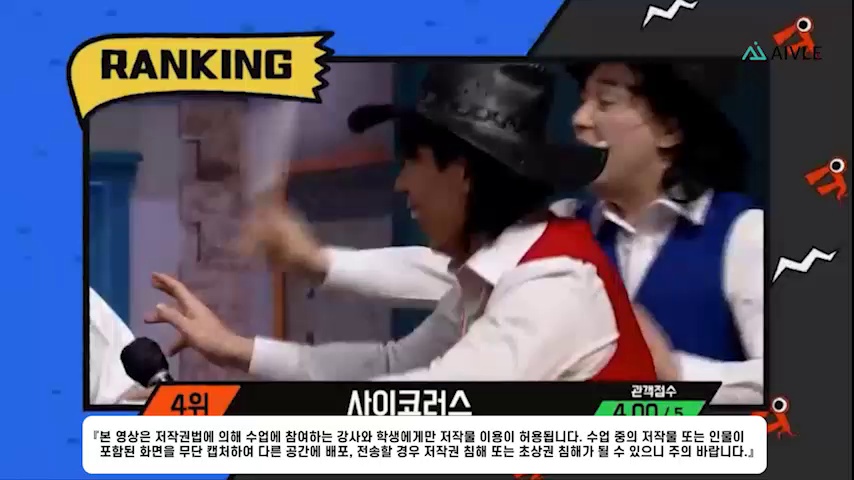 RANKING
AIVLE
4위
사이코러스
관객점수
4.00 / 5
『본 영상은 저작권법에 의해 수업에 참여하는 강사와 학생에게만 저작물 이용이 허용됩니다. 수업 중의 저작물 또는 인물이
포함된 화면을 무단 캡처하여 다른 공간에 배포, 전송할 경우 저작권 침해 또는 초상권 침해가 될 수 있으니 주의 바랍니다.』